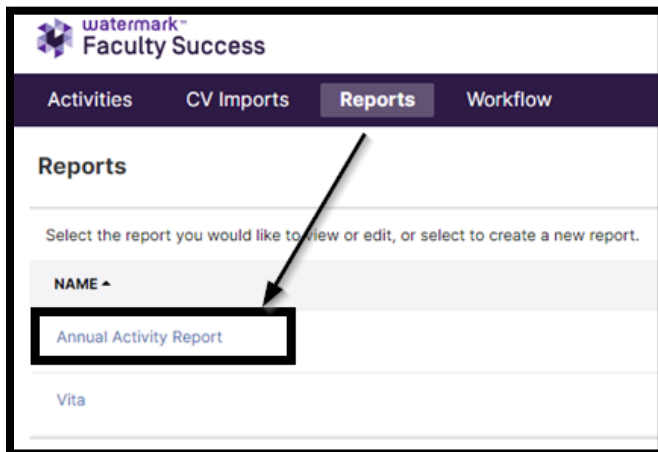 watermark™
Faculty Success
Activities CV Imports Reports Workflow
Reports
Select the report you would like to view or edit, or select to create a new report.
NAME
Annual Activity Report
Vita